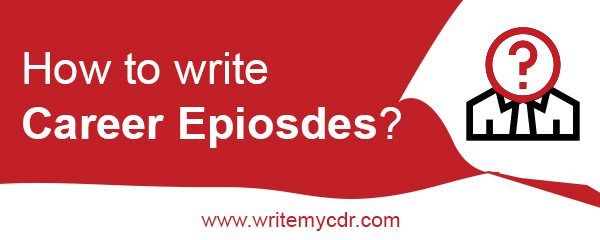 How to write
Career Epiosdes?
?
www.writemycdr.com